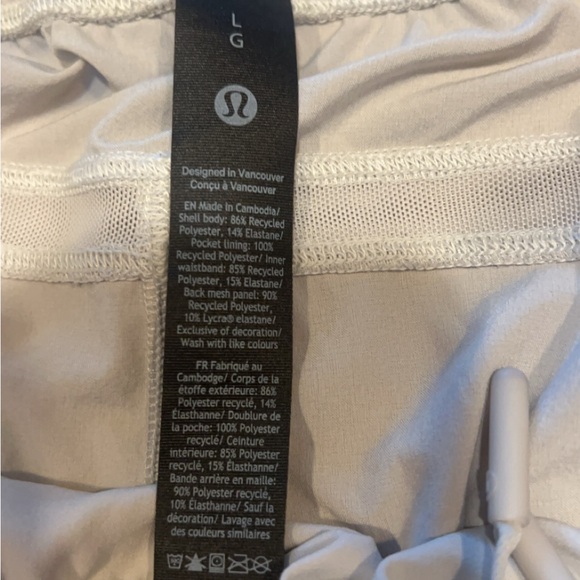 L
G
Designed in Vancouver
Conçu à Vancouver
EN Made in Cambodia/
Shell body: 86% Recycled
Polyester, 14% Elastane/
Pocket lining: 100%
Recycled Polyester/ Inner
waistband: 85% Recycled
Polyester, 15% Elastane/
Back mesh panel: 90%
Recycled Polyester,
10% Lycra® elastane/
Exclusive of decoration/
Wash with like colours
FR Fabriqué au
Cambodge/ Corps de la
étoffe extérieure: 86%
Polyester recyclé, 14%
Élasthanne/ Doublure de
la poche: 100% Polyester
recyclé/ Ceinture
intérieure: 85% Polyester
recyclé, 15% Élasthanne/
Bande arrière en maille:
90% Polyester recyclé,
10% Élasthanne/ Sauf la
décoration/ Lavage avec
des couleurs similaires